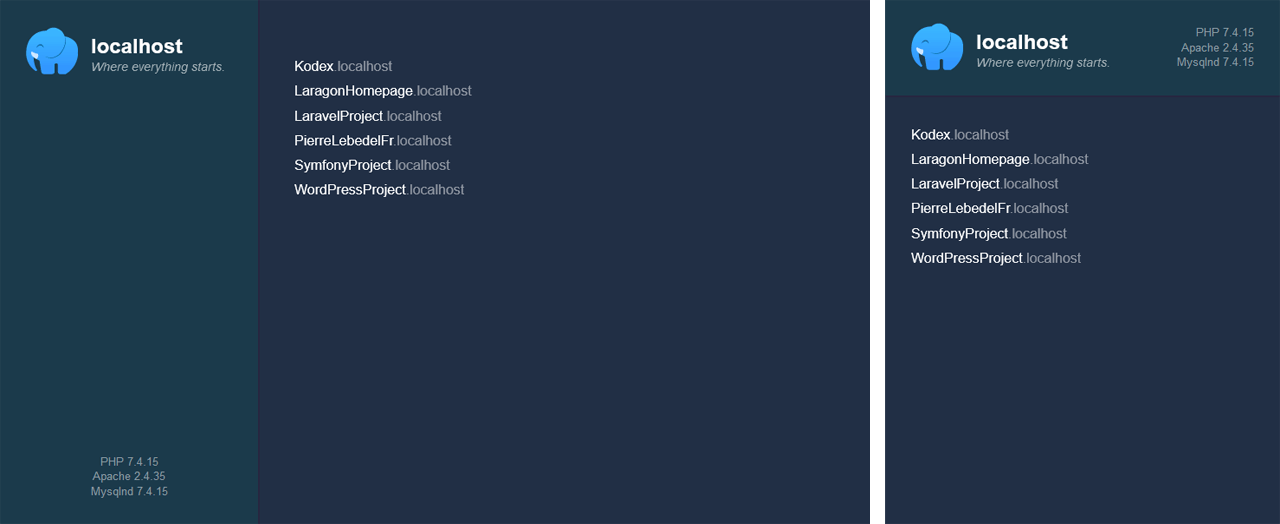 localhost
Where everything starts.
Kodex.localhost
LaragonHomepage.localhost
LaravelProject.localhost
PierreLebedelFr.localhost
SymfonyProject.localhost
WordPressProject.localhost
PHP 7.4.15
Apache 2.4.35
Mysqlnd 7.4.15
localhost
Where everything starts.
PHP 7.4.15
Apache 2.4.35
Mysqlnd 7.4.15
Kodex.localhost
LaragonHomepage.localhost
LaravelProject.localhost
PierreLebedelFr.localhost
SymfonyProject.localhost
WordPressProject.localhost